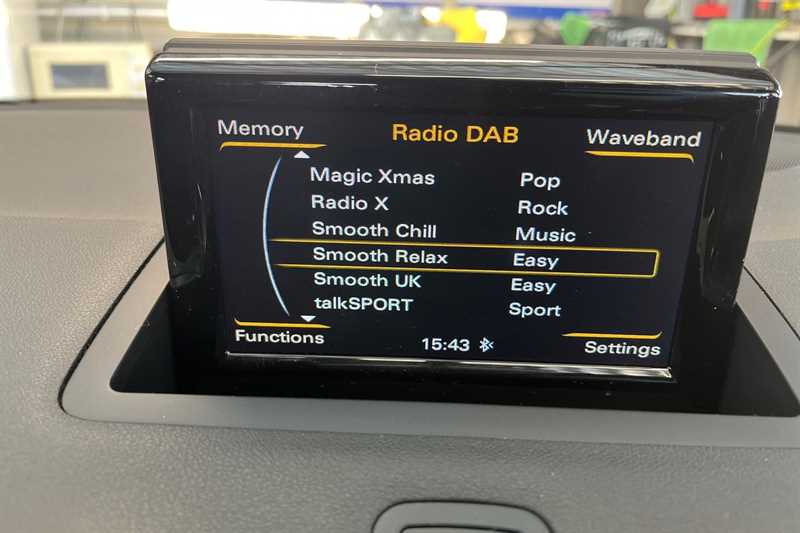 Memory Radio DAB Waveband
Magic Xmas Pop
Radio X Rock
Smooth Chill Music
Smooth Relax Easy
Smooth UK Easy
talkSPORT Sport
Functions 15:43 Settings